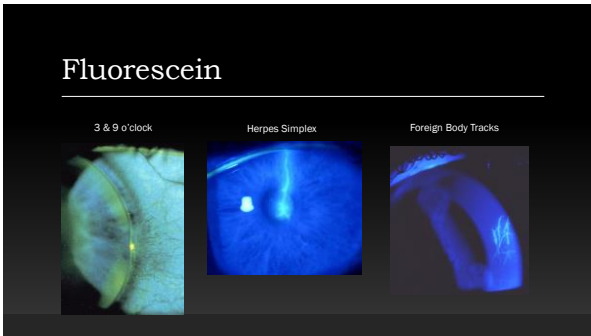 Fluorescein
3 & 9 o'clock
Herpes Simplex
Foreign Body Tracks